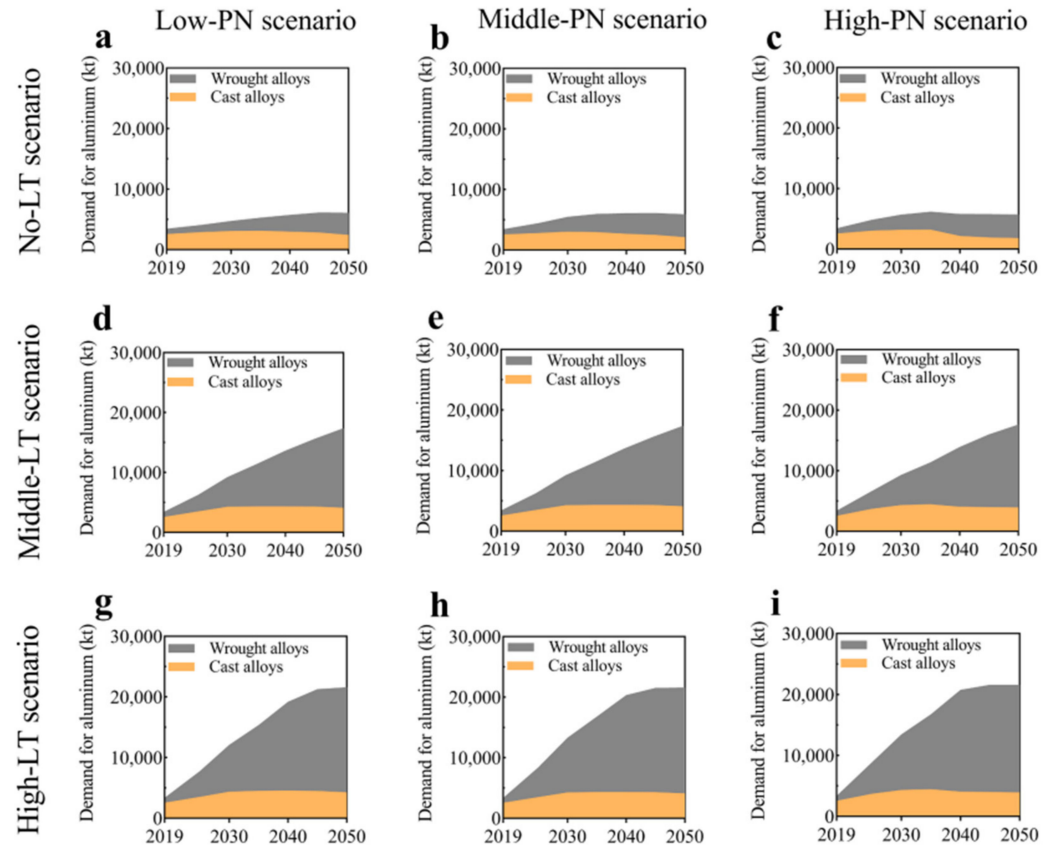 Low-PN scenario
Middle-PN scenario
High-PN scenario
No-LT scenario
a
Demand for aluminum (kt)
30,000
20,000
10,000
0
Wrought alloys
Cast alloys
2019 2030 2040 2050
b
Demand for aluminum (kt)
30,000
20,000
10,000
0
Wrought alloys
Cast alloys
2019 2030 2040 2050
c
Demand for aluminum (kt)
30,000
20,000
10,000
0
Wrought alloys
Cast alloys
2019 2030 2040 2050
Middle-LT scenario
d
Demand for aluminum (kt)
30,000
20,000
10,000
0
Wrought alloys
Cast alloys
2019 2030 2040 2050
e
Demand for aluminum (kt)
30,000
20,000
10,000
0
Wrought alloys
Cast alloys
2019 2030 2040 2050
f
Demand for aluminum (kt)
30,000
20,000
10,000
0
Wrought alloys
Cast alloys
2019 2030 2040 2050
High-LT scenario
g
Demand for aluminum (kt)
30,000
20,000
10,000
0
Wrought alloys
Cast alloys
2019 2030 2040 2050
h
Demand for aluminum (kt)
30,000
20,000
10,000
0
Wrought alloys
Cast alloys
2019 2030 2040 2050
i
Demand for aluminum (kt)
30,000
20,000
10,000
0
Wrought alloys
Cast alloys
2019 2030 2040 2050